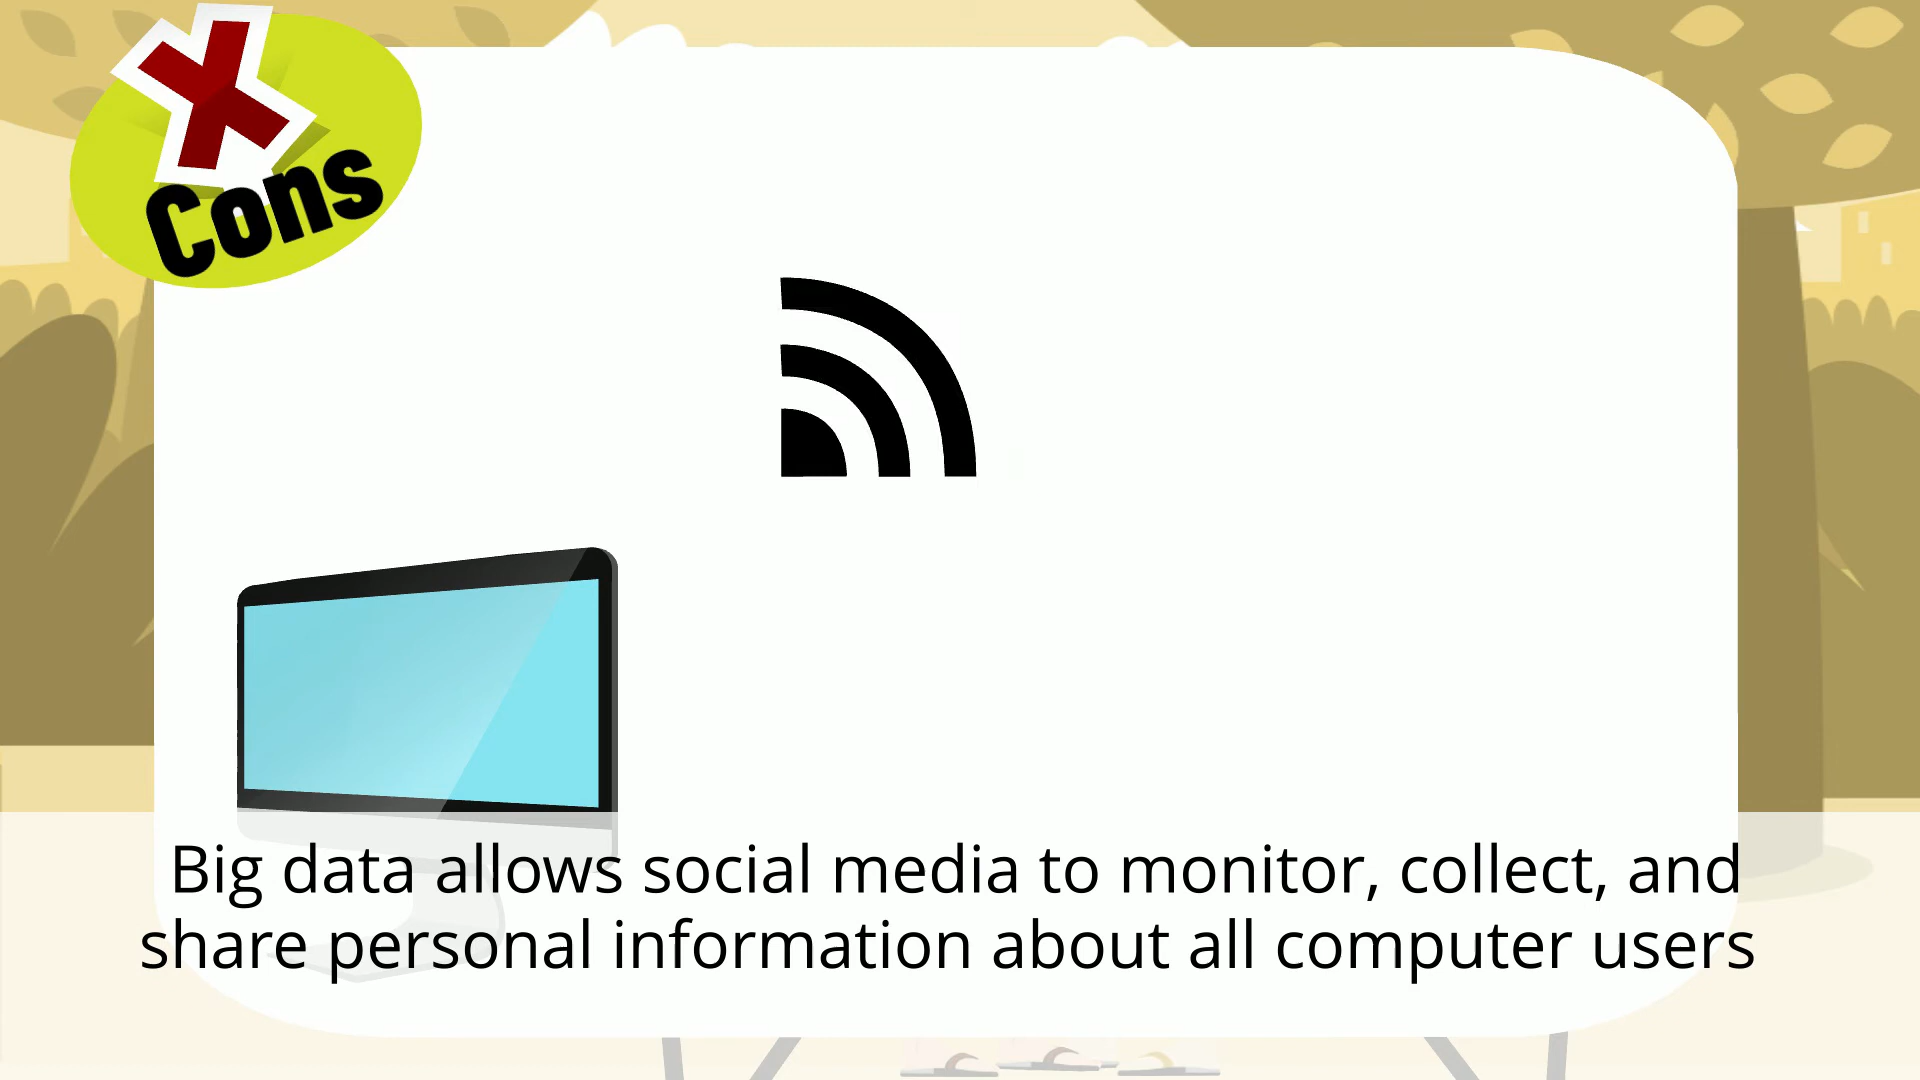 Cons
Big data allows social media to monitor, collect, and
share personal information about all computer users